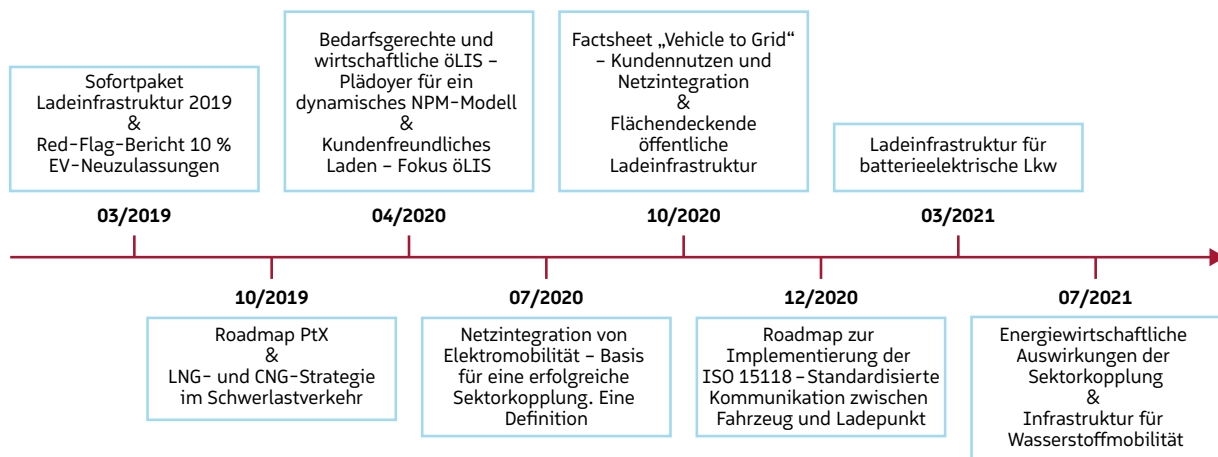 Sofortpaket
Ladeinfrastruktur 2019
&
Red-Flag-Bericht 10 %
EV-Neuzulassungen
03/2019
Bedarfsgerechte und
wirtschaftliche öLIS –
Plädoyer für ein
dynamisches NPM-Modell
&
Kundenfreundliches
Laden – Fokus öLIS
04/2020
Factsheet „Vehicle to Grid“
– Kundennutzen und
Netzintegration
&
Flächendeckende
öffentliche
Ladeinfrastruktur
10/2020
Ladeinfrastruktur für
batterieelektrische Lkw
03/2021
10/2019
Roadmap PtX
&
LNG- und CNG-Strategie
im Schwerlastverkehr
07/2020
Netzintegration von
Elektromobilität – Basis
für eine erfolgreiche
Sektorkopplung. Eine
Definition
12/2020
Roadmap zur
Implementierung der
ISO 15118 – Standardisierte
Kommunikation zwischen
Fahrzeug und Ladepunkt
07/2021
Energiewirtschaftliche
Auswirkungen der
Sektorkopplung
&
Infrastruktur für
Wasserstoffmobilität